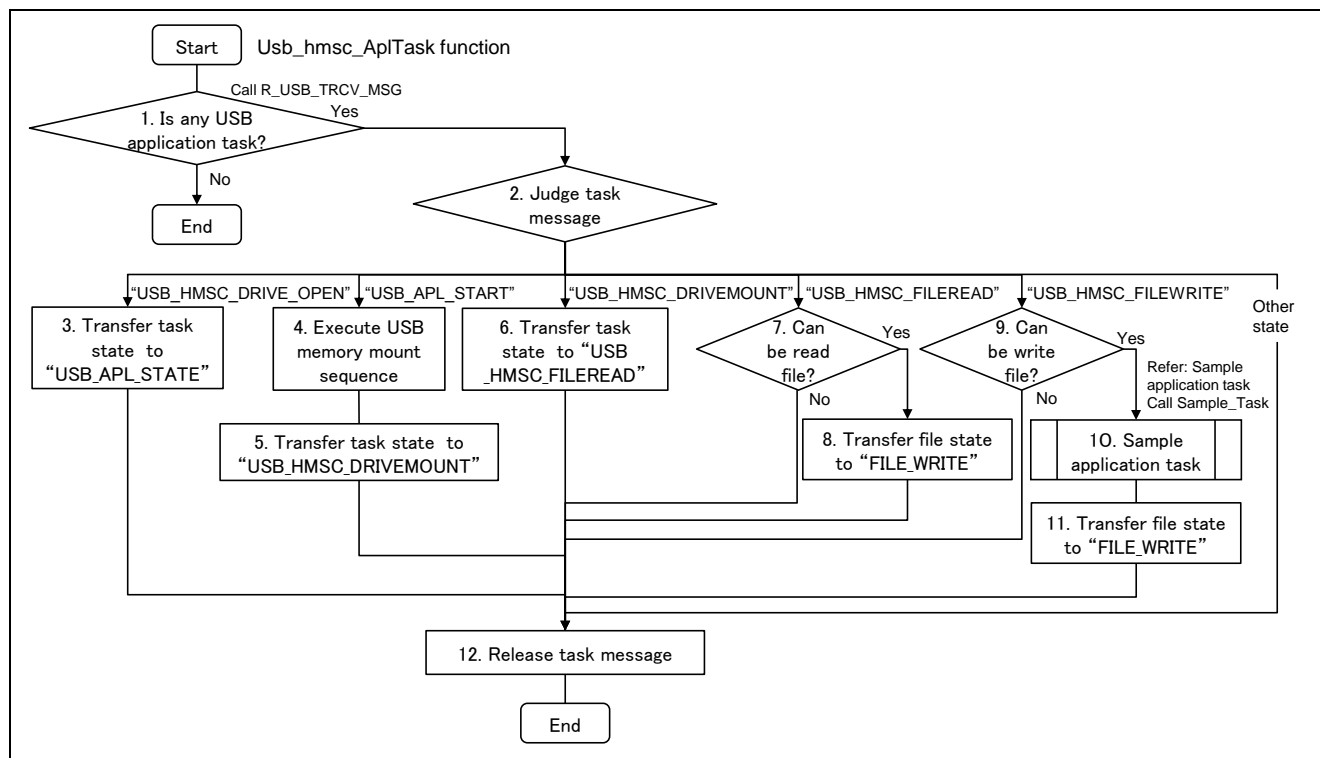 Start
Usb_hmsc_AplTask function
Call R_USB_TRCV_MSG
1. Is any USB
application task?
Yes
No
End
2. Judge task
message
“USB_HMSC_DRIVE_OPEN”
“USB_APL_START”
“USB_HMSC_DRIVEMOUNT”
“USB_HMSC_FILEREAD”
“USB_HMSC_FILEWRITE”
Other
state
3. Transfer task
state to
“USB_APL_STATE”
4. Execute USB
memory mount
sequence
5. Transfer task state to
“USB_HMSC_DRIVEMOUNT”
6. Transfer task
state to “USB
_HMSC_FILEREAD”
7. Can
be read
file?
Yes
No
8. Transfer file state
to “FILE_WRITE”
9. Can
be write
file?
Yes
No
Refer: Sample
application task
Call Sample_Task
10. Sample
application task
11. Transfer file state
to “FILE_WRITE”
12. Release task message
End